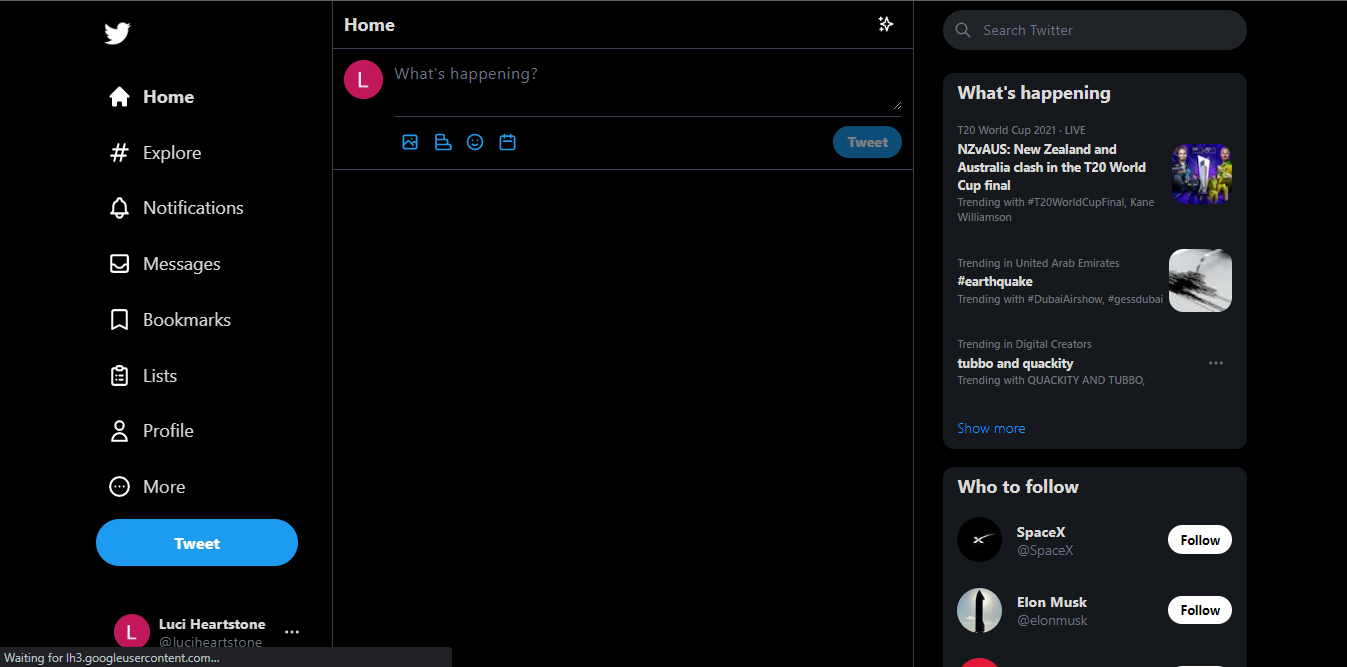 Home
Explore
Notifications
Messages
Bookmarks
Lists
Profile
More
Tweet
L
Luci Heartstone
@luciheartstone
Waiting for lh3.googleusercontent.com...
Home
L
What's happening?
Tweet
Search Twitter
What's happening
T20 World Cup 2021 · LIVE
NZvAUS: New Zealand and
Australia clash in the T20 World
Cup final
Trending with #T20WorldCupFinal, Kane
Williamson
Trending in United Arab Emirates
#earthquake
Trending with #DubaiAirshow, #gessdubai
Trending in Digital Creators
tubbo and quackity
Trending with QUACKITY AND TUBBO,
Show more
Who to follow
SpaceX
@SpaceX
Follow
Elon Musk
@elonmusk
Follow